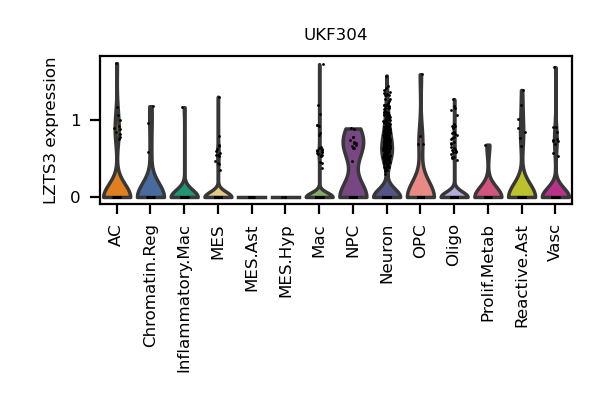 UKF304
LZTS3 expression
1
0
AC
Chromatin.Reg
Inflammatory.Mac
MES
MES.Ast
MES.Hyp
Mac
NPC
Neuron
OPC
Oligo
Prolif.Metab
Reactive.Ast
Vasc